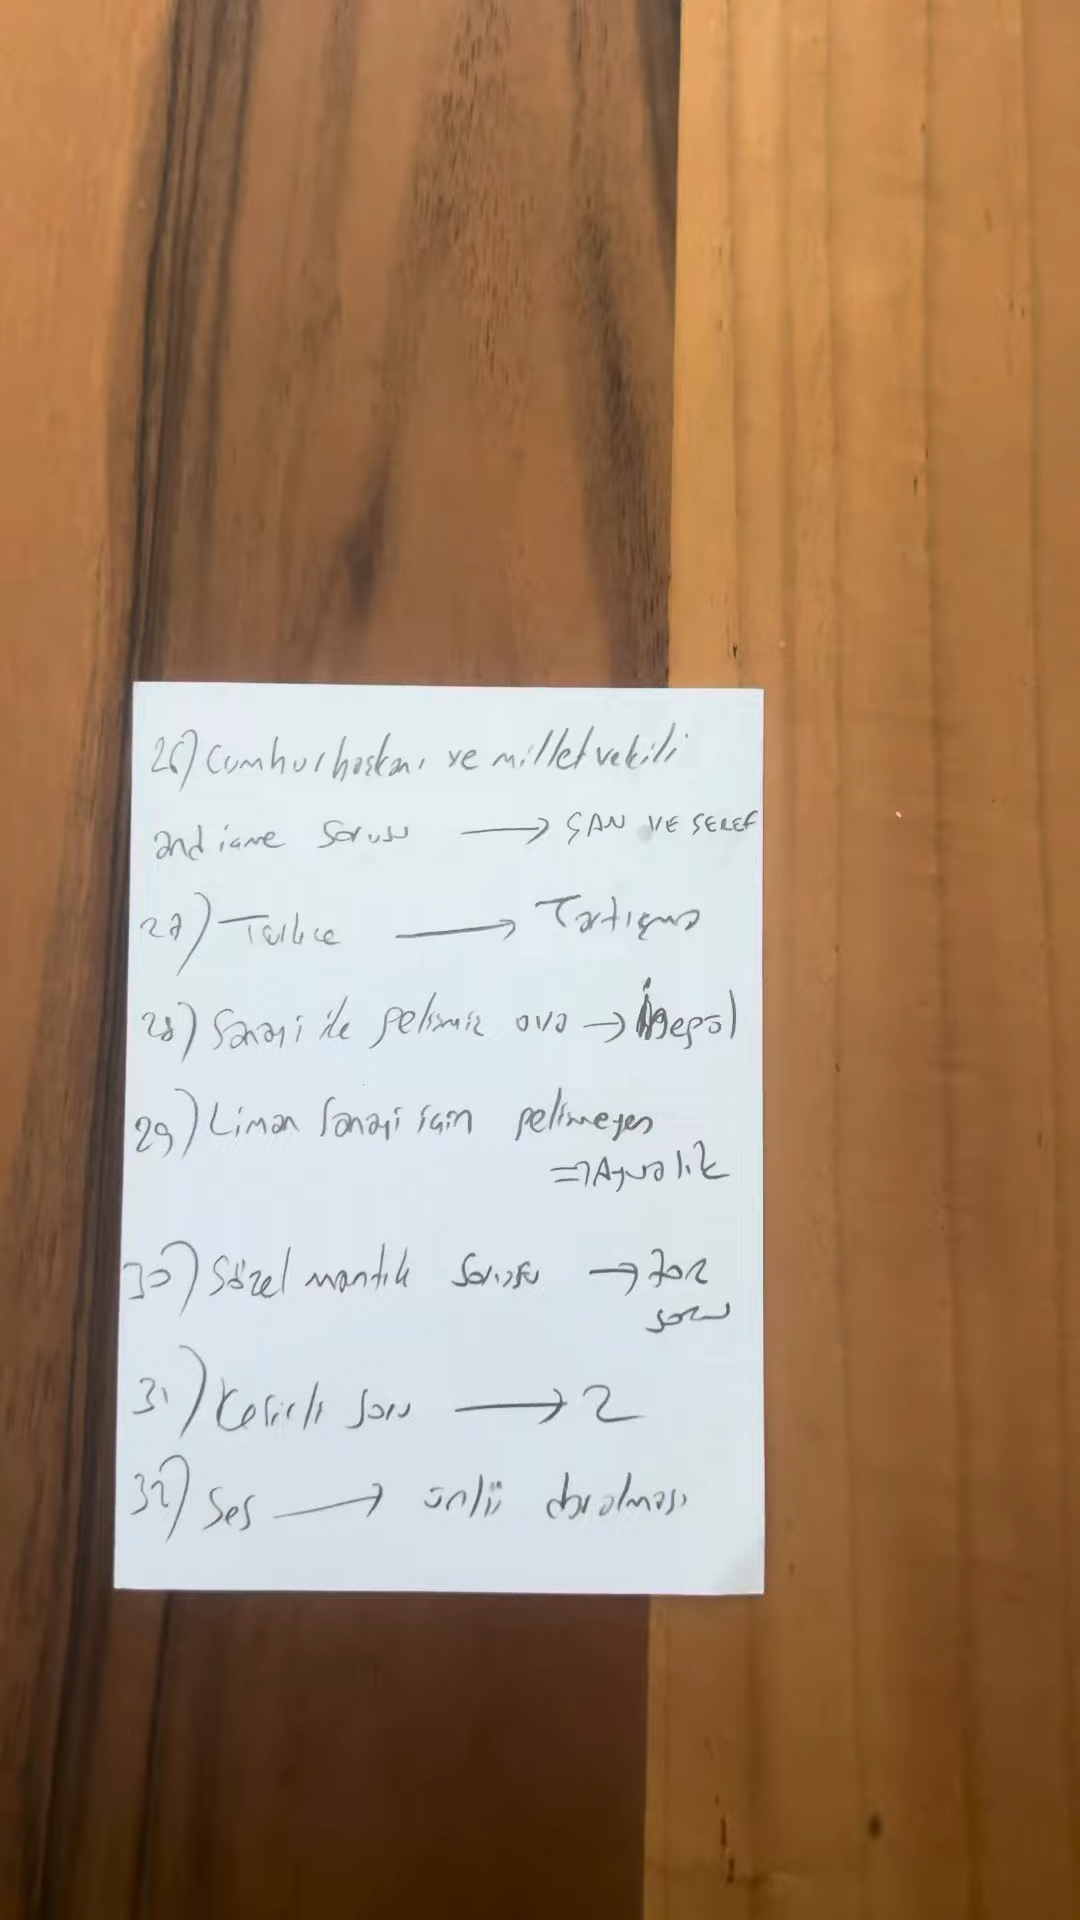 26) Cumhurbaşkanı ve milletvekili
and içme sorusu → ŞAN VE ŞEREF
27) Türkçe → Tartışma
28) Sanayi ile gelişmiş ova → İnegöl
29) Liman sanayi için gelişmeyen
⇒ Ayvalık
30) Sözel mantık sorusu → zor
soru
31) Kesirli soru → 2
32) Ses → ünlü daralması